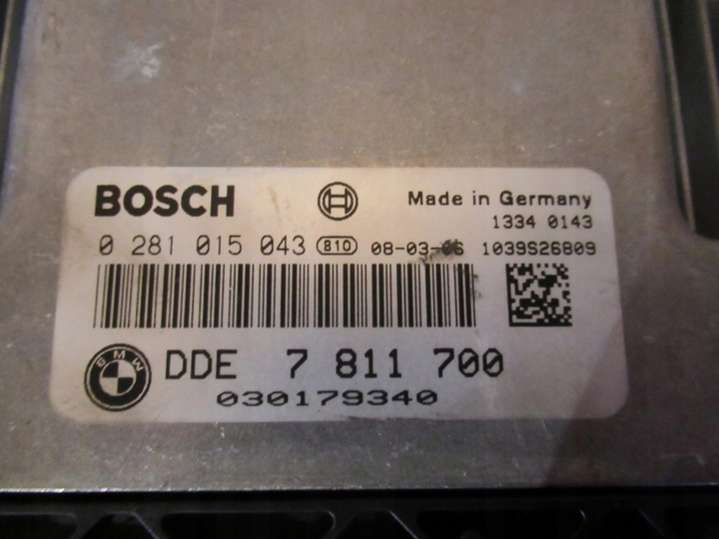 BOSCH
Made in Germany
1334 0143
0 281 015 043 810 08-03-06 1039S26809
BMW
DDE 7 811 700
030179340